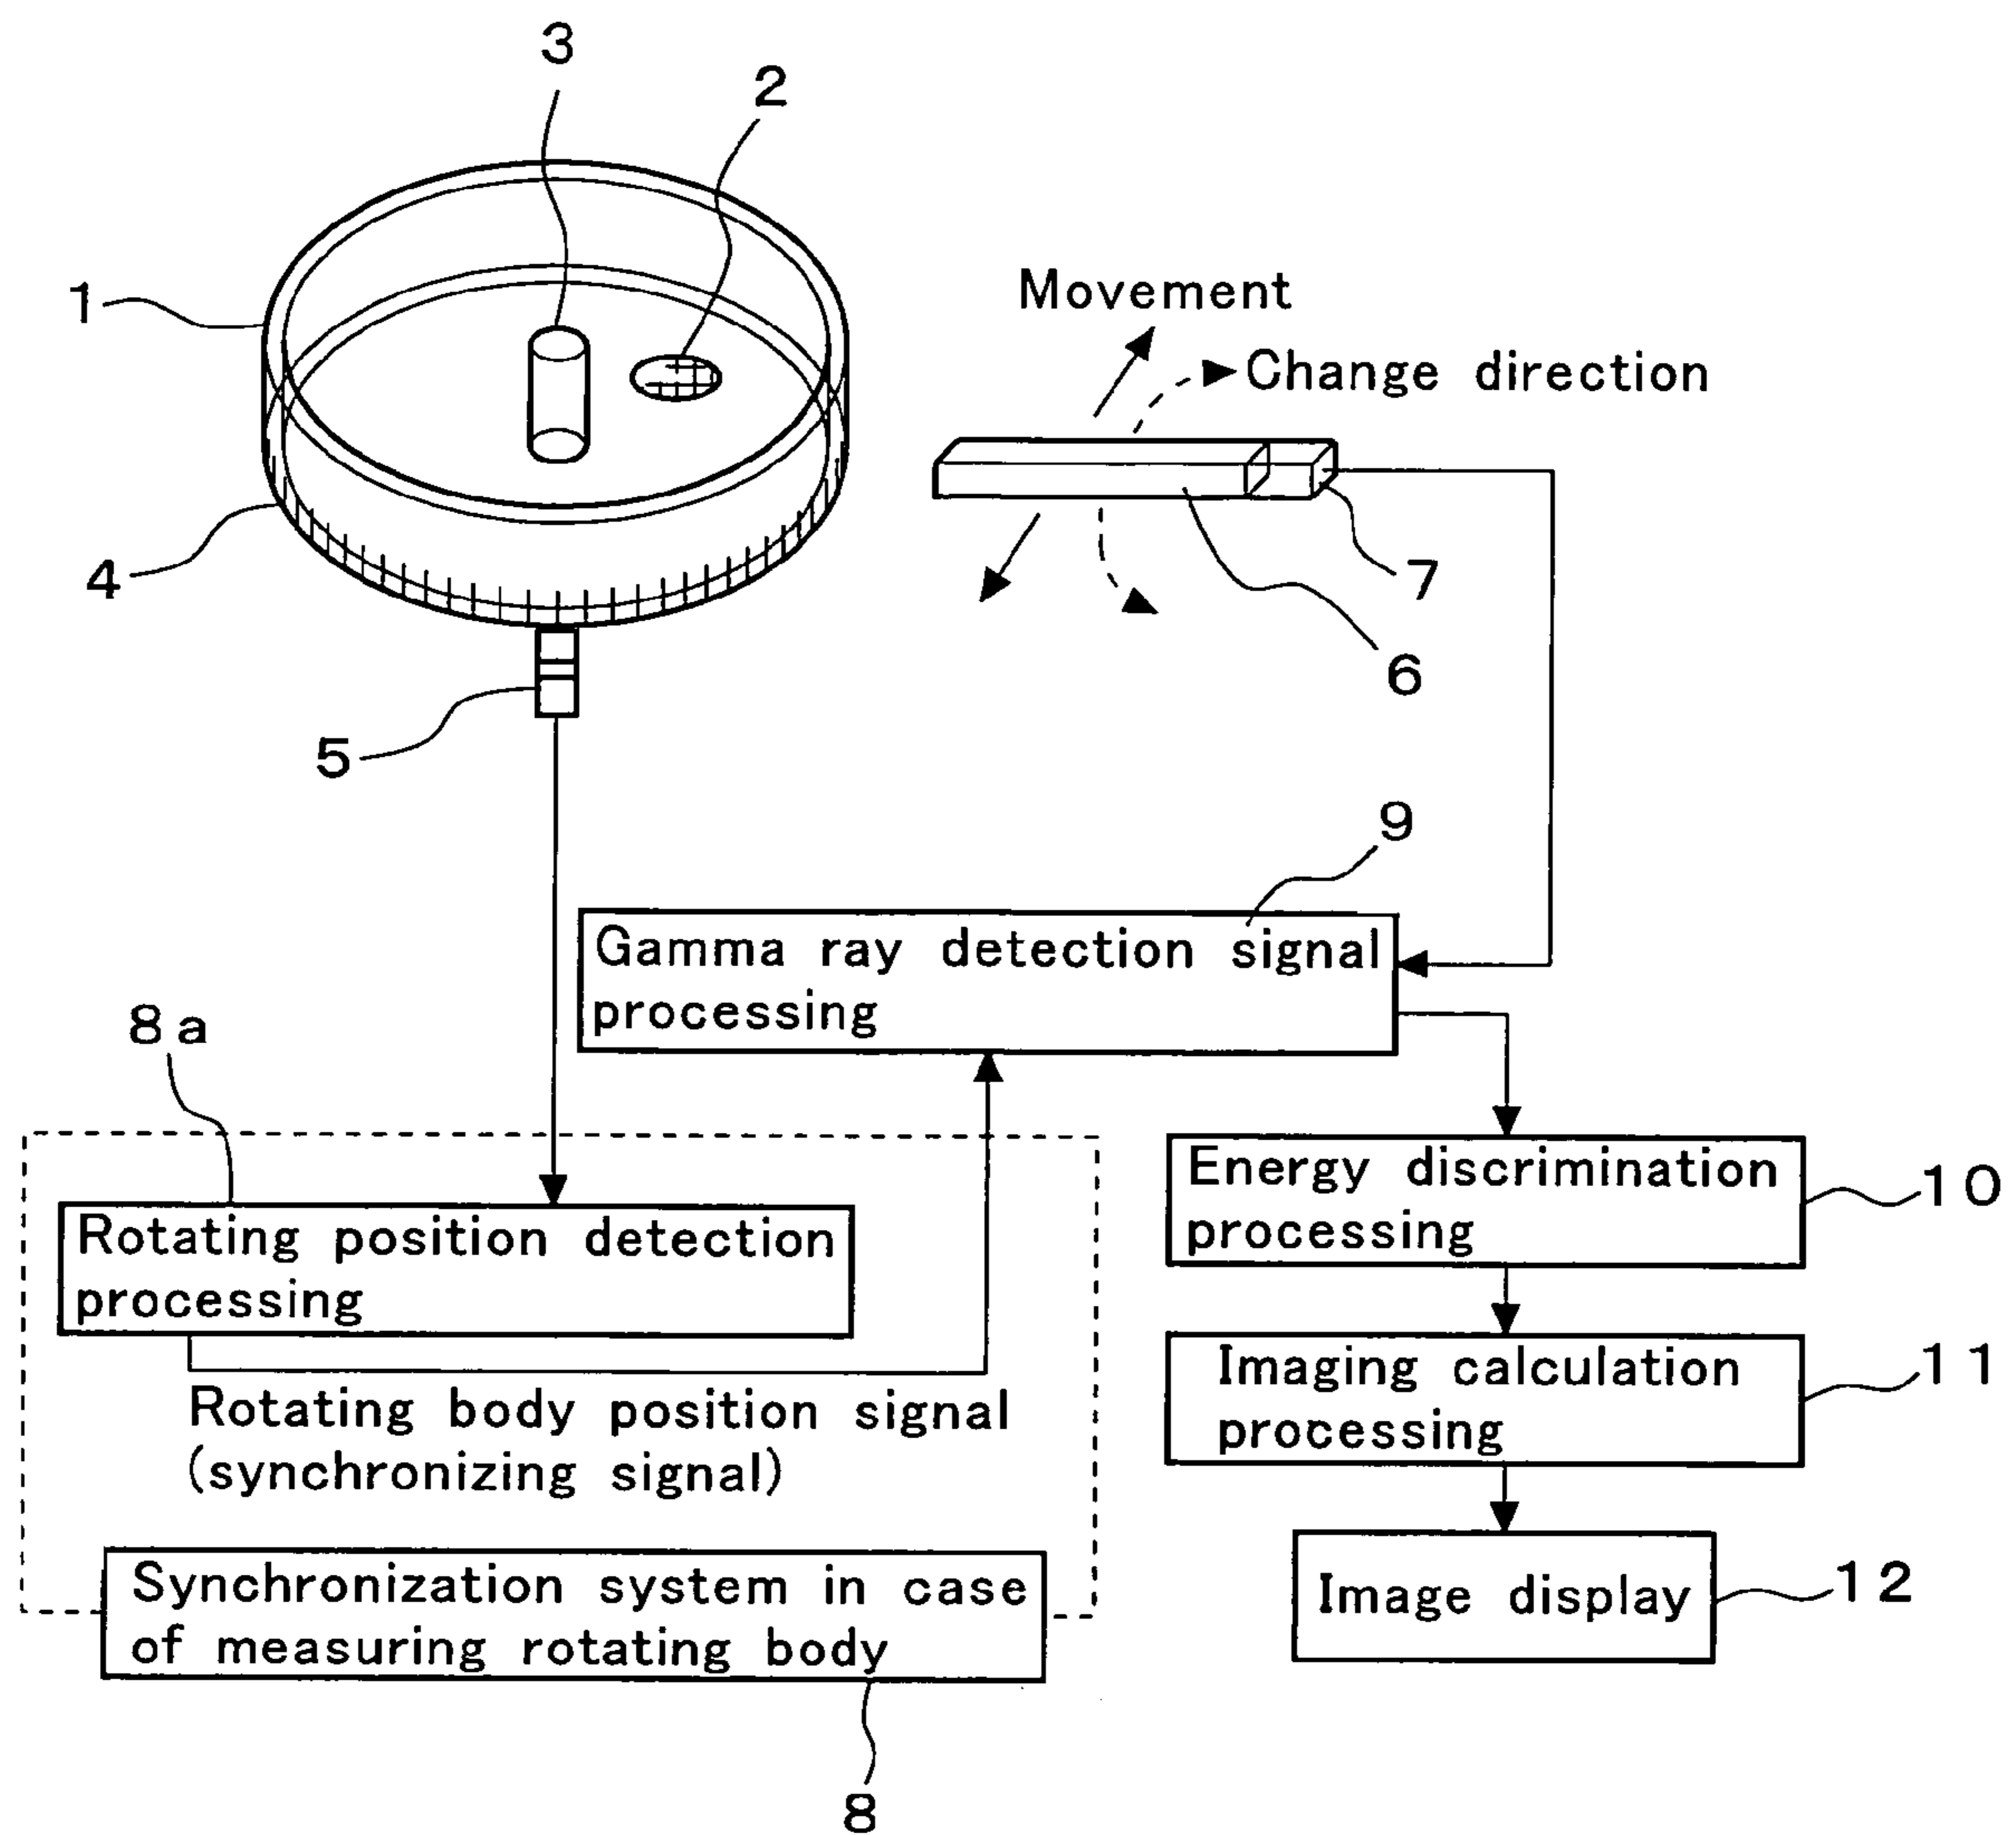 3
2
1
Movement
Change direction
4
7
6
5
9
Gamma ray detection signal
processing
8a
Energy discrimination
processing
10
Rotating position detection
processing
Imaging calculation
processing
11
Rotating body position signal
(synchronizing signal)
Synchronization system in case
of measuring rotating body
Image display
12
8